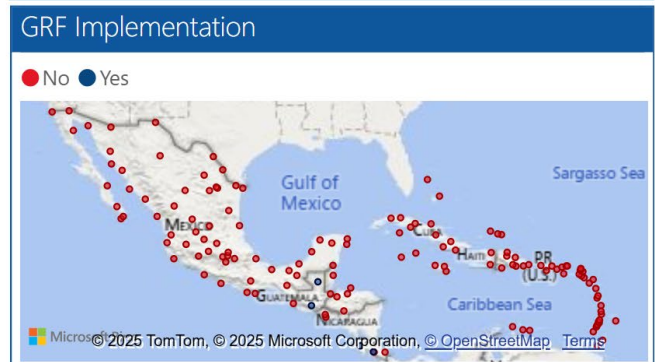 GRF Implementation
No Yes
Gulf of
Mexico
Sargasso Sea
MEXICO
CUBA
HAITI
PR
(U.S.)
GUATEMALA
Caribbean Sea
NICARAGUA
© 2025 TomTom, © 2025 Microsoft Corporation, © OpenStreetMap Terms